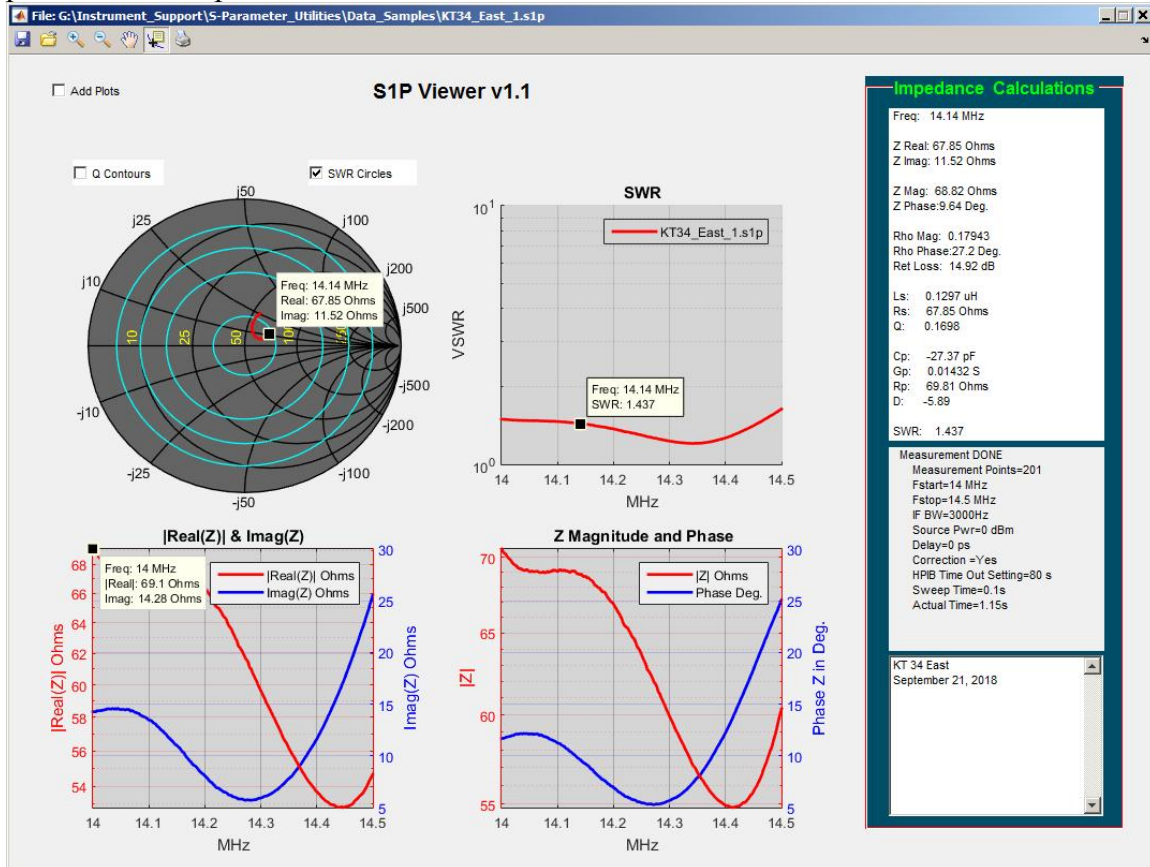 File: G:\Instrument_Support\S-Parameter_Utilities\Data_Samples\KT34_East_1.s1p
Add Plots
S1P Viewer v1.1
Q Contours
SWR Circles
j50
j25
j100
j10
j200
j500
-j500
-j10
-j200
-j25
-j100
-j50
10
25
50
100
250
Freq: 14.14 MHz
Real: 67.85 Ohms
Imag: 11.52 Ohms
SWR
10^1
10^0
VSWR
KT34_East_1.s1p
Freq: 14.14 MHz
SWR: 1.437
14 14.1 14.2 14.3 14.4 14.5
MHz
|Real(Z)| & Imag(Z)
Freq: 14 MHz
|Real|: 69.1 Ohms
Imag: 14.28 Ohms
|Real(Z)| Ohms
Imag(Z) Ohms
|Real(Z)| Ohms
68
66
64
62
60
58
56
54
Imag(Z) Ohms
30
25
20
15
10
5
14 14.1 14.2 14.3 14.4 14.5
MHz
Z Magnitude and Phase
|Z| Ohms
Phase Deg.
|Z|
70
65
60
55
Phase Z in Deg.
30
25
20
15
10
5
14 14.1 14.2 14.3 14.4 14.5
MHz
Impedance Calculations
Freq: 14.14 MHz
Z Real: 67.85 Ohms
Z Imag: 11.52 Ohms
Z Mag: 68.82 Ohms
Z Phase:9.64 Deg.
Rho Mag: 0.17943
Rho Phase:27.2 Deg.
Ret Loss: 14.92 dB
Ls: 0.1297 uH
Rs: 67.85 Ohms
Q: 0.1698
Cp: -27.37 pF
Gp: 0.01432 S
Rp: 69.81 Ohms
D: -5.89
SWR: 1.437
Measurement DONE
Measurement Points=201
Fstart=14 MHz
Fstop=14.5 MHz
IF BW=3000Hz
Source Pwr=0 dBm
Delay=0 ps
Correction =Yes
HPIB Time Out Setting=80 s
Sweep Time=0.1s
Actual Time=1.15s
KT 34 East
September 21, 2018